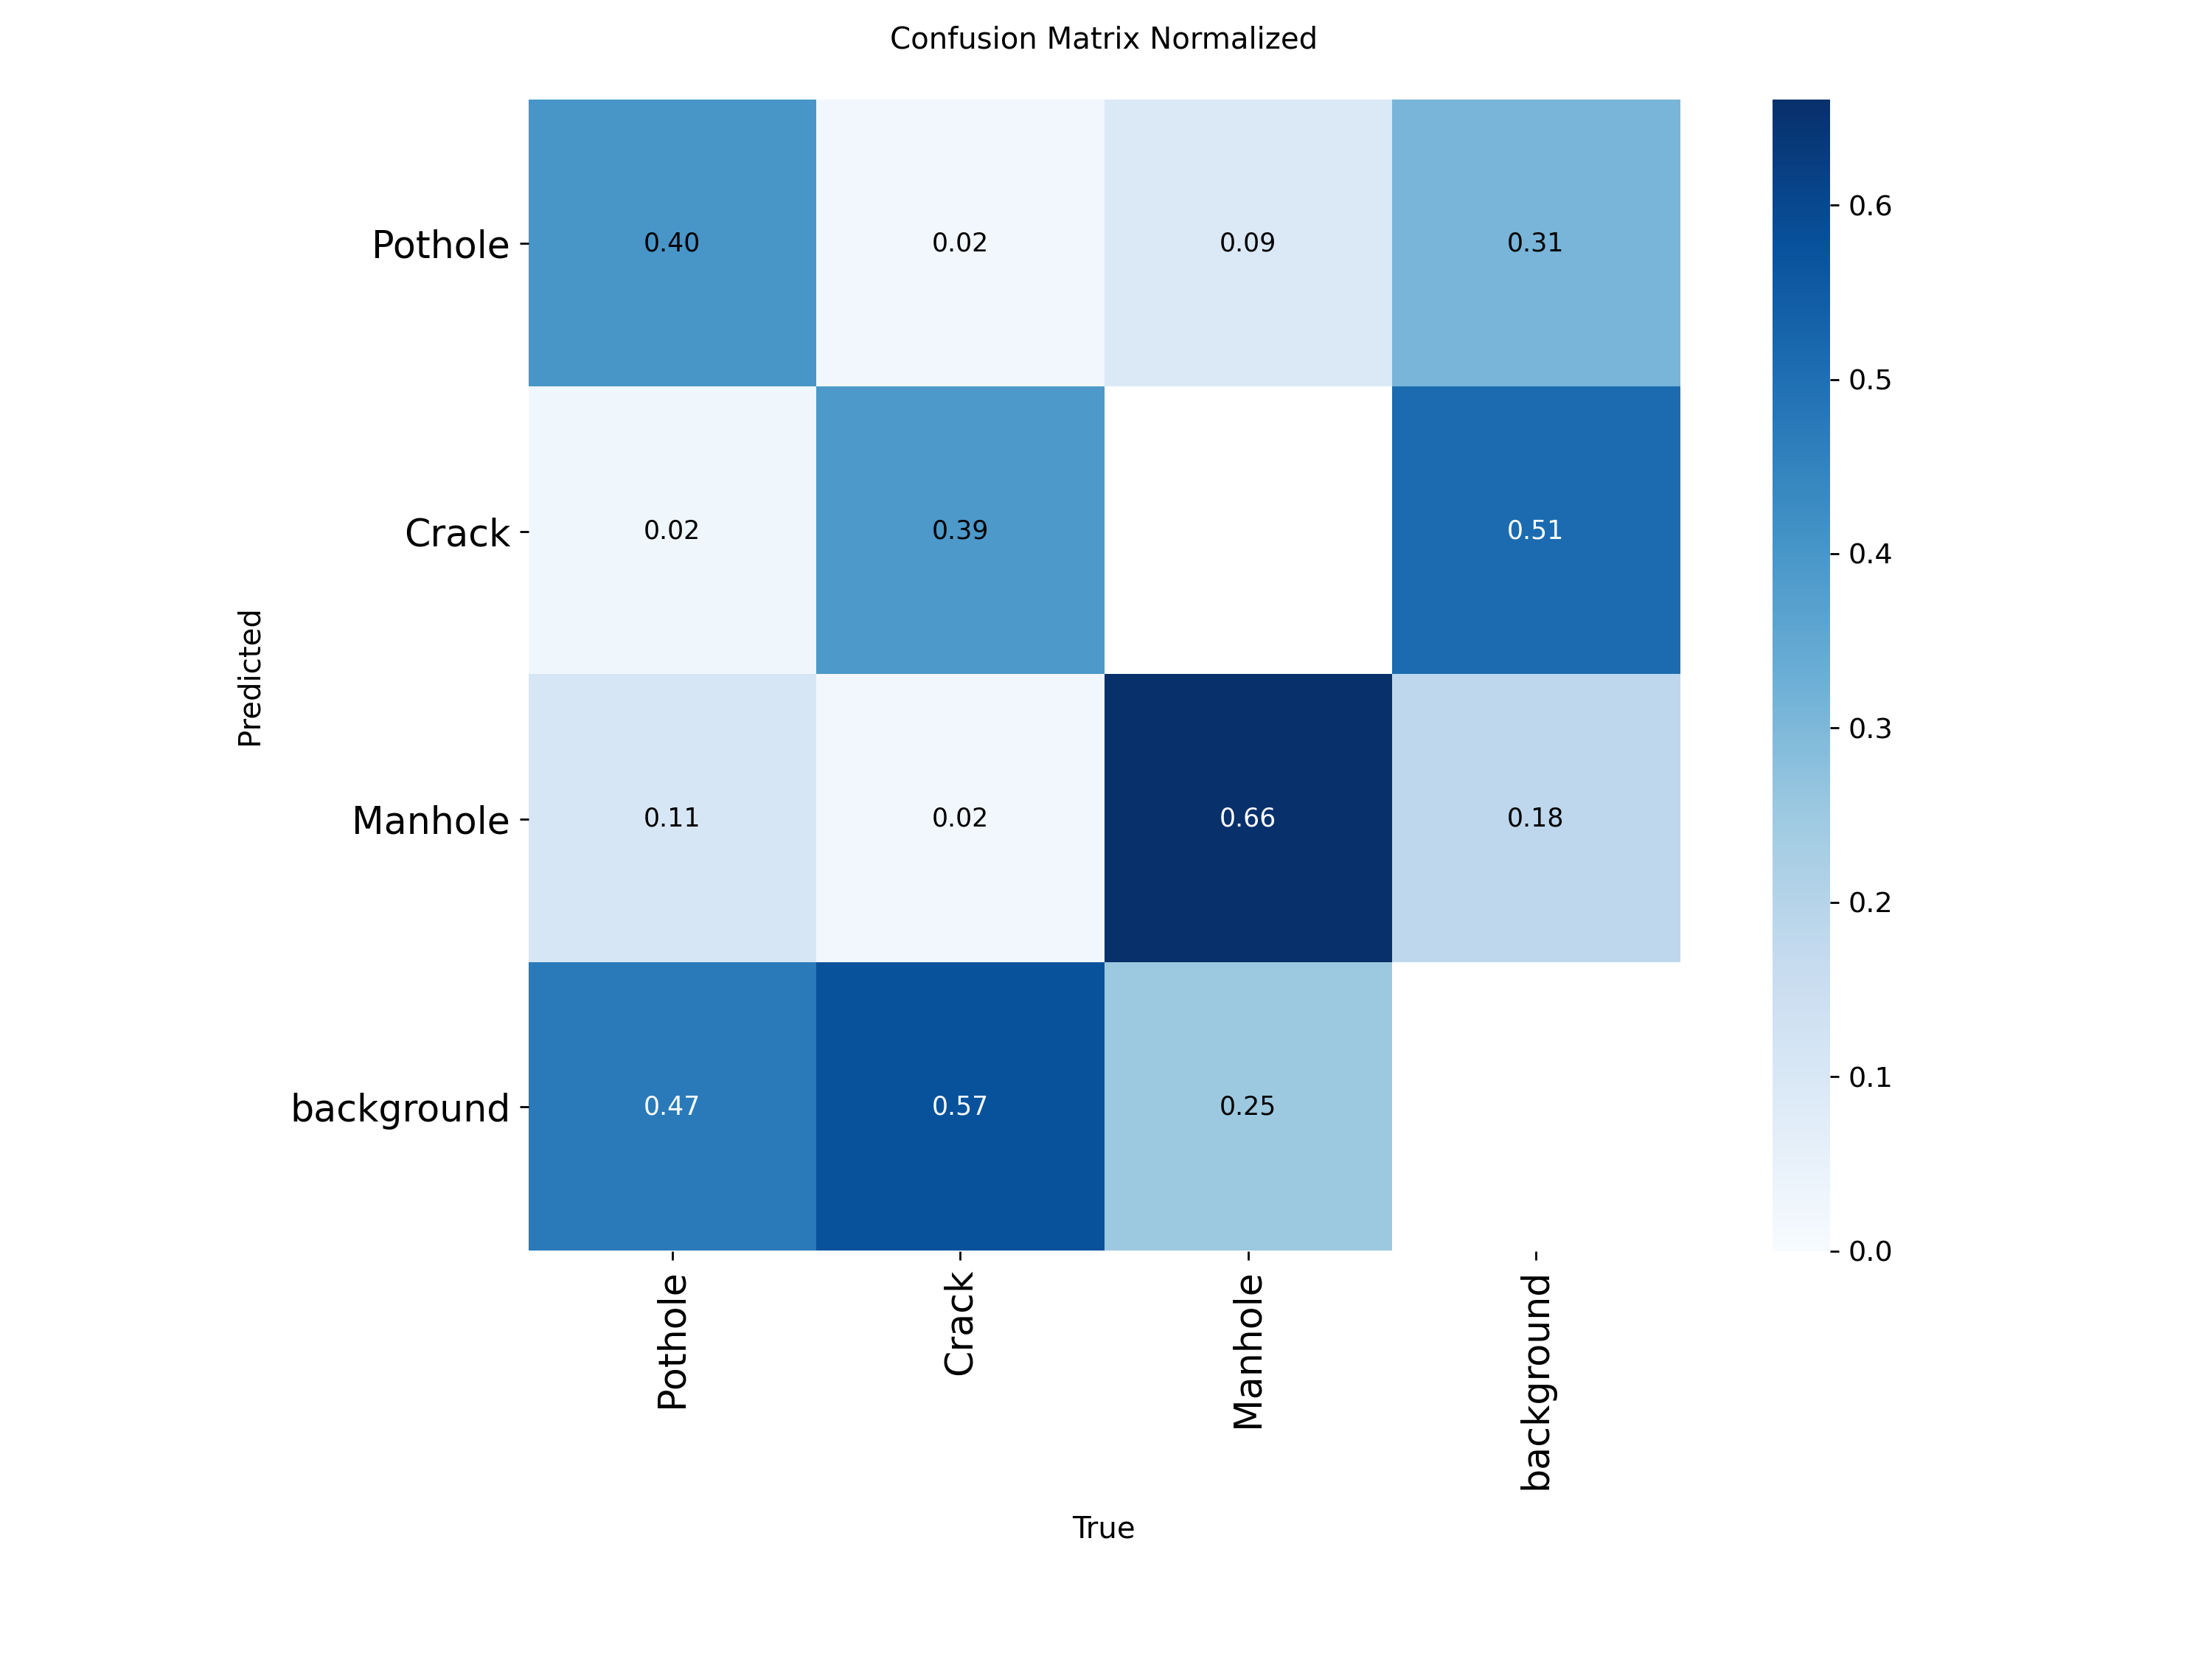 Confusion Matrix Normalized
Pothole 0.40 0.02 0.09 0.31
Crack 0.02 0.39 0.51
Manhole 0.11 0.02 0.66 0.18
background 0.47 0.57 0.25
Pothole Crack Manhole background
True
Predicted
0.6
0.5
0.4
0.3
0.2
0.1
0.0